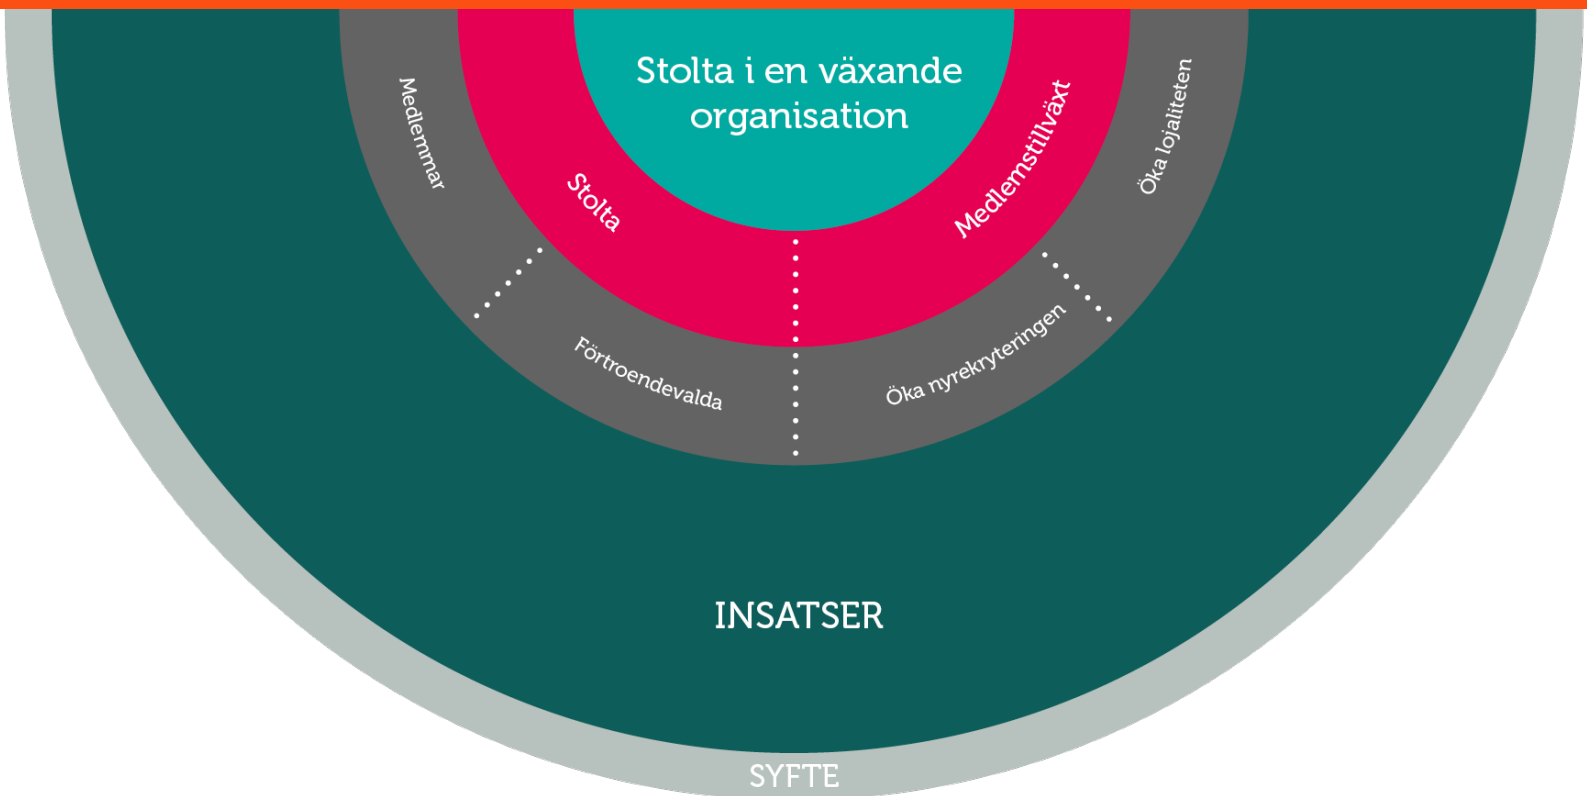 Stolta i en växande
organisation
Stolta
Medlemstillväxt
Medlemmar
Förtroendevalda
Öka nyrekryteringen
Öka lojaliteten
INSATSER
SYFTE